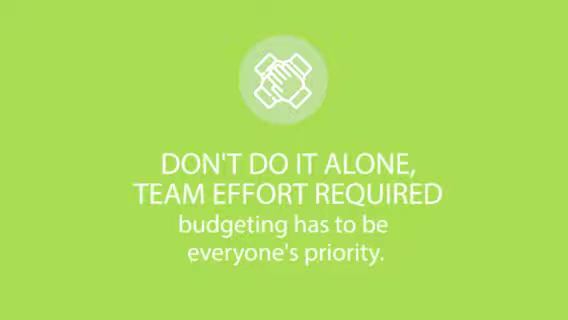 DON'T DO IT ALONE,
TEAM EFFORT REQUIRED
budgeting has to be
everyone's priority.